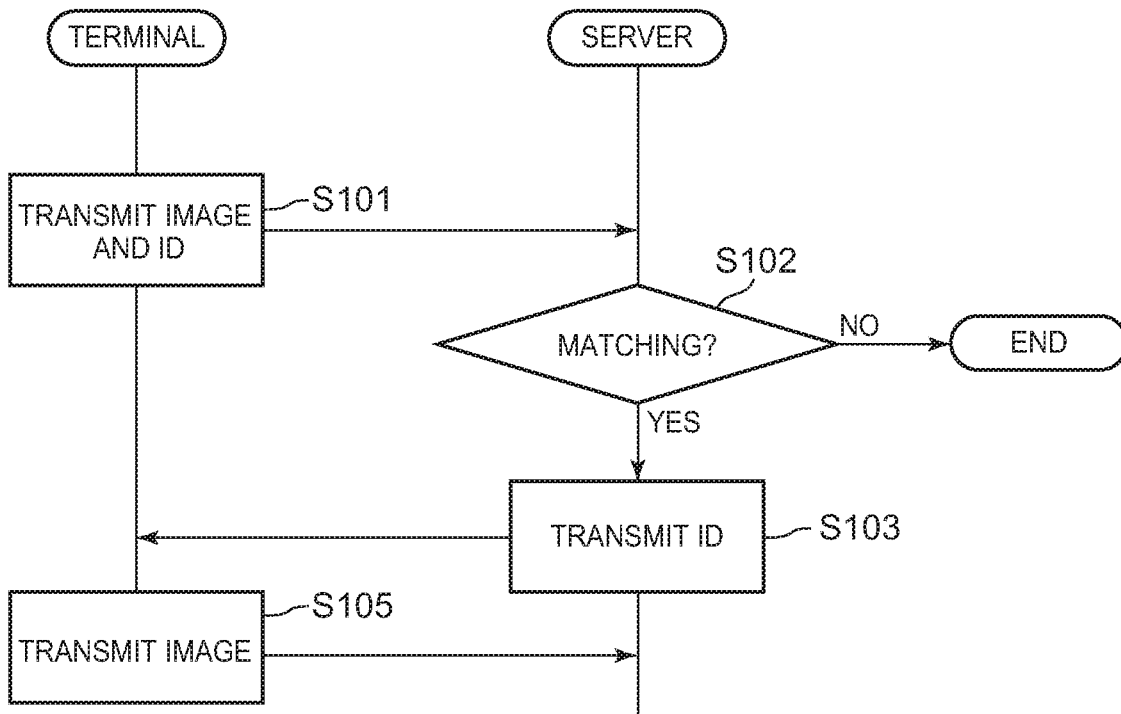 TERMINAL
SERVER
TRANSMIT IMAGE
AND ID
S101
S102
MATCHING?
NO
END
YES
TRANSMIT ID
S103
S105
TRANSMIT IMAGE